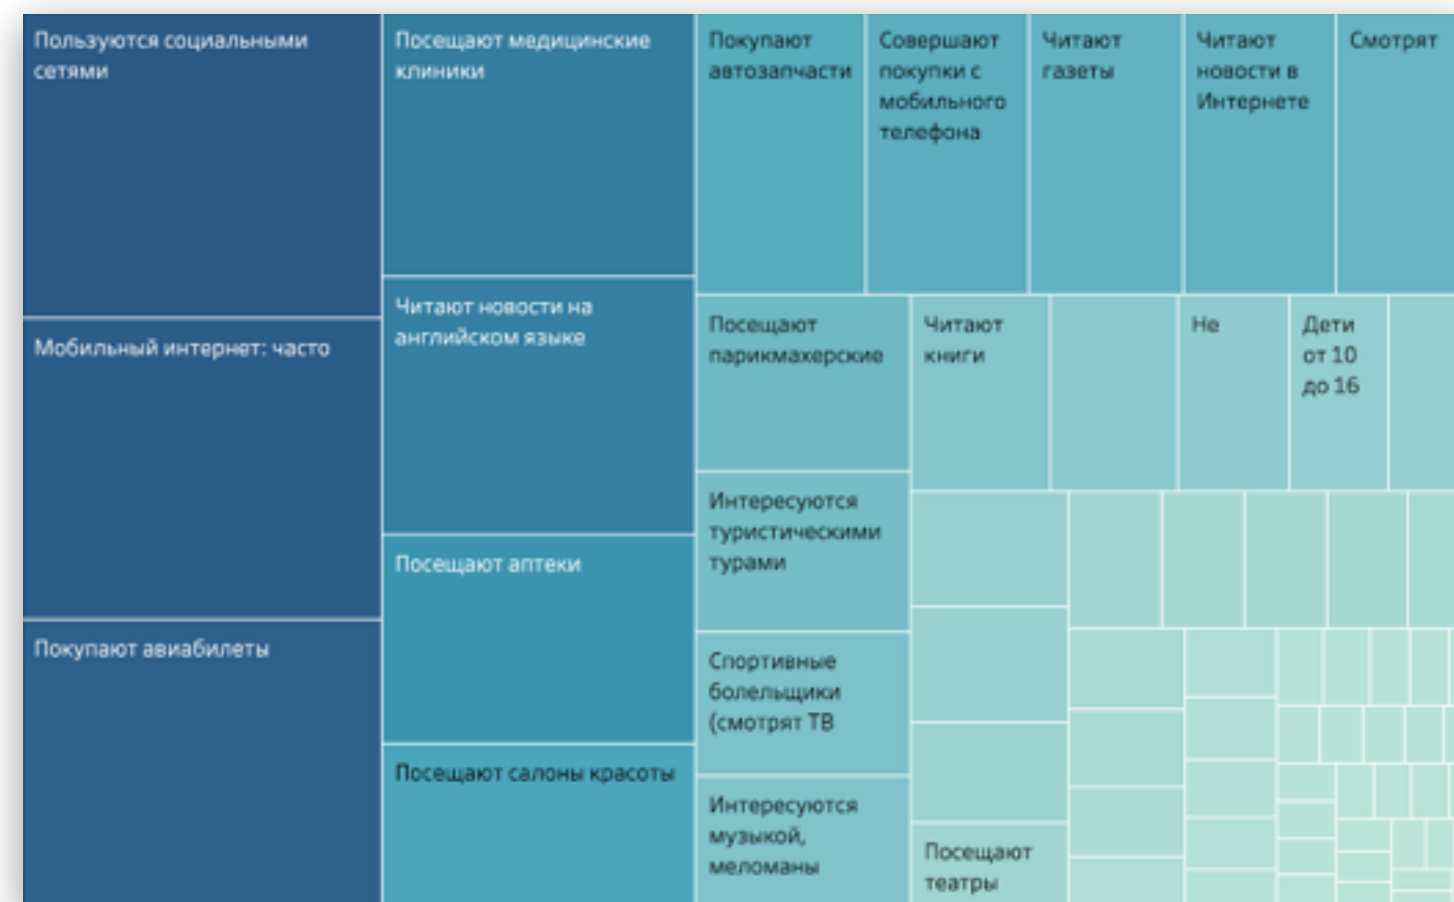 Пользуются социальными
сетями
Мобильный интернет: часто
Покупают авиабилеты
Посещают медицинские
клиники
Читают новости на
английском языке
Посещают аптеки
Посещают салоны красоты
Покупают
автозапчасти
Совершают
покупки с
мобильного
телефона
Читают
газеты
Читают
новости в
Интернете
Смотрят
Посещают
парикмахерские
Интересуются
туристическими
турами
Спортивные
болельщики
(смотрят ТВ
Интересуются
музыкой,
меломаны
Читают
книги
Не
Дети
от 10
до 16
Посещают
театры